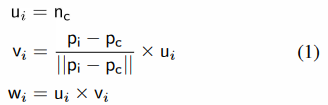 u_i = n_c
v_i = (p_i − p_c) / ||p_i − p_c|| × u_i (1)
w_i = u_i × v_i